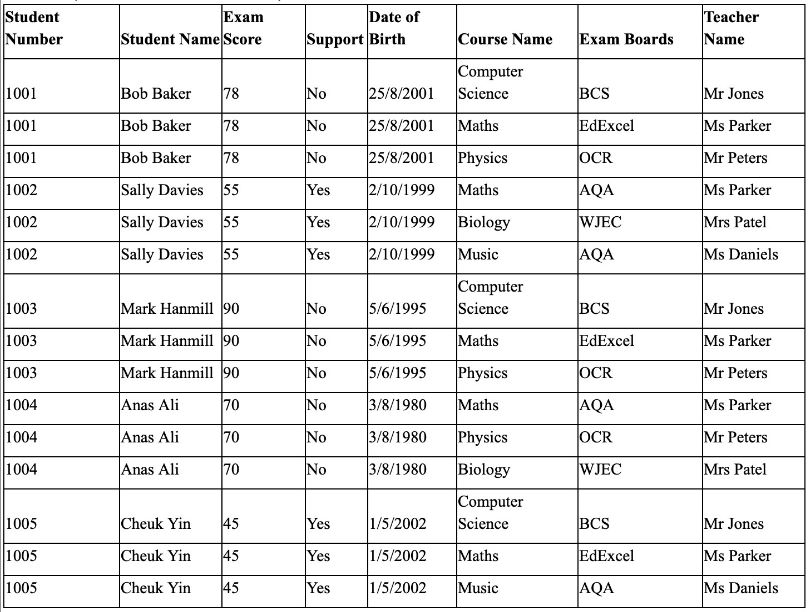 Student Number | Student Name | Exam Score | Support | Date of Birth | Course Name | Exam Boards | Teacher Name
1001 | Bob Baker | 78 | No | 25/8/2001 | Computer Science | BCS | Mr Jones
1001 | Bob Baker | 78 | No | 25/8/2001 | Maths | EdExcel | Ms Parker
1001 | Bob Baker | 78 | No | 25/8/2001 | Physics | OCR | Mr Peters
1002 | Sally Davies | 55 | Yes | 2/10/1999 | Maths | AQA | Ms Parker
1002 | Sally Davies | 55 | Yes | 2/10/1999 | Biology | WJEC | Mrs Patel
1002 | Sally Davies | 55 | Yes | 2/10/1999 | Music | AQA | Ms Daniels
1003 | Mark Hanmill | 90 | No | 5/6/1995 | Computer Science | BCS | Mr Jones
1003 | Mark Hanmill | 90 | No | 5/6/1995 | Maths | EdExcel | Ms Parker
1003 | Mark Hanmill | 90 | No | 5/6/1995 | Physics | OCR | Mr Peters
1004 | Anas Ali | 70 | No | 3/8/1980 | Maths | AQA | Ms Parker
1004 | Anas Ali | 70 | No | 3/8/1980 | Physics | OCR | Mr Peters
1004 | Anas Ali | 70 | No | 3/8/1980 | Biology | WJEC | Mrs Patel
1005 | Cheuk Yin | 45 | Yes | 1/5/2002 | Computer Science | BCS | Mr Jones
1005 | Cheuk Yin | 45 | Yes | 1/5/2002 | Maths | EdExcel | Ms Parker
1005 | Cheuk Yin | 45 | Yes | 1/5/2002 | Music | AQA | Ms Daniels